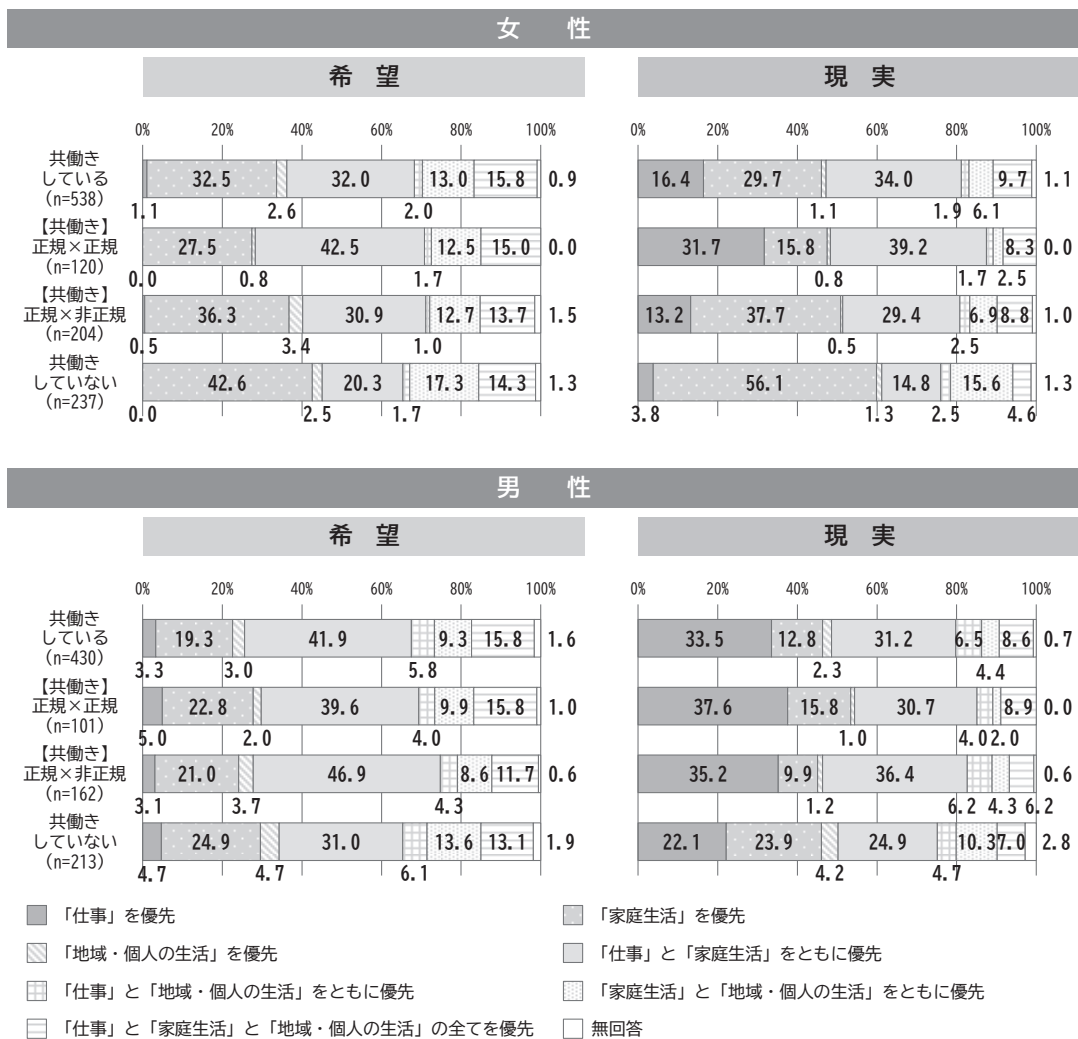 女 性
希 望 現 実
0% 20% 40% 60% 80% 100% 0% 20% 40% 60% 80% 100%
共働き
している
(n=538)
32.5 32.0 13.0 15.8 0.9 16.4 29.7 34.0 9.7 1.1
1.1 2.6 2.0 1.1 1.9 6.1
【共働き】
正規×正規
(n=120)
27.5 42.5 12.5 15.0 0.0 31.7 15.8 39.2 8.3 0.0
0.0 0.8 1.7 0.8 1.7 2.5
【共働き】
正規×非正規
(n=204)
36.3 30.9 12.7 13.7 1.5 13.2 37.7 29.4 6.9 8.8 1.0
0.5 3.4 1.0 0.5 2.5
共働き
していない
(n=237)
42.6 20.3 17.3 14.3 1.3 56.1 14.8 15.6 1.3
0.0 2.5 1.7 3.8 1.3 2.5 4.6
男 性
希 望 現 実
0% 20% 40% 60% 80% 100% 0% 20% 40% 60% 80% 100%
共働き
している
(n=430)
19.3 41.9 9.3 15.8 1.6 33.5 12.8 31.2 6.5 8.6 0.7
3.3 3.0 5.8 2.3 4.4
【共働き】
正規×正規
(n=101)
22.8 39.6 9.9 15.8 1.0 37.6 15.8 30.7 8.9 0.0
5.0 2.0 4.0 1.0 4.0 2.0
【共働き】
正規×非正規
(n=162)
21.0 46.9 8.6 11.7 0.6 35.2 9.9 36.4 0.6
3.1 3.7 4.3 1.2 6.2 4.3 6.2
共働き
していない
(n=213)
24.9 31.0 13.6 13.1 1.9 22.1 23.9 24.9 10.3 7.0 2.8
4.7 4.7 6.1 4.2 4.7
「仕事」を優先 「家庭生活」を優先
「地域・個人の生活」を優先 「仕事」と「家庭生活」をともに優先
「仕事」と「地域・個人の生活」をともに優先 「家庭生活」と「地域・個人の生活」をともに優先
「仕事」と「家庭生活」と「地域・個人の生活」の全てを優先 無回答